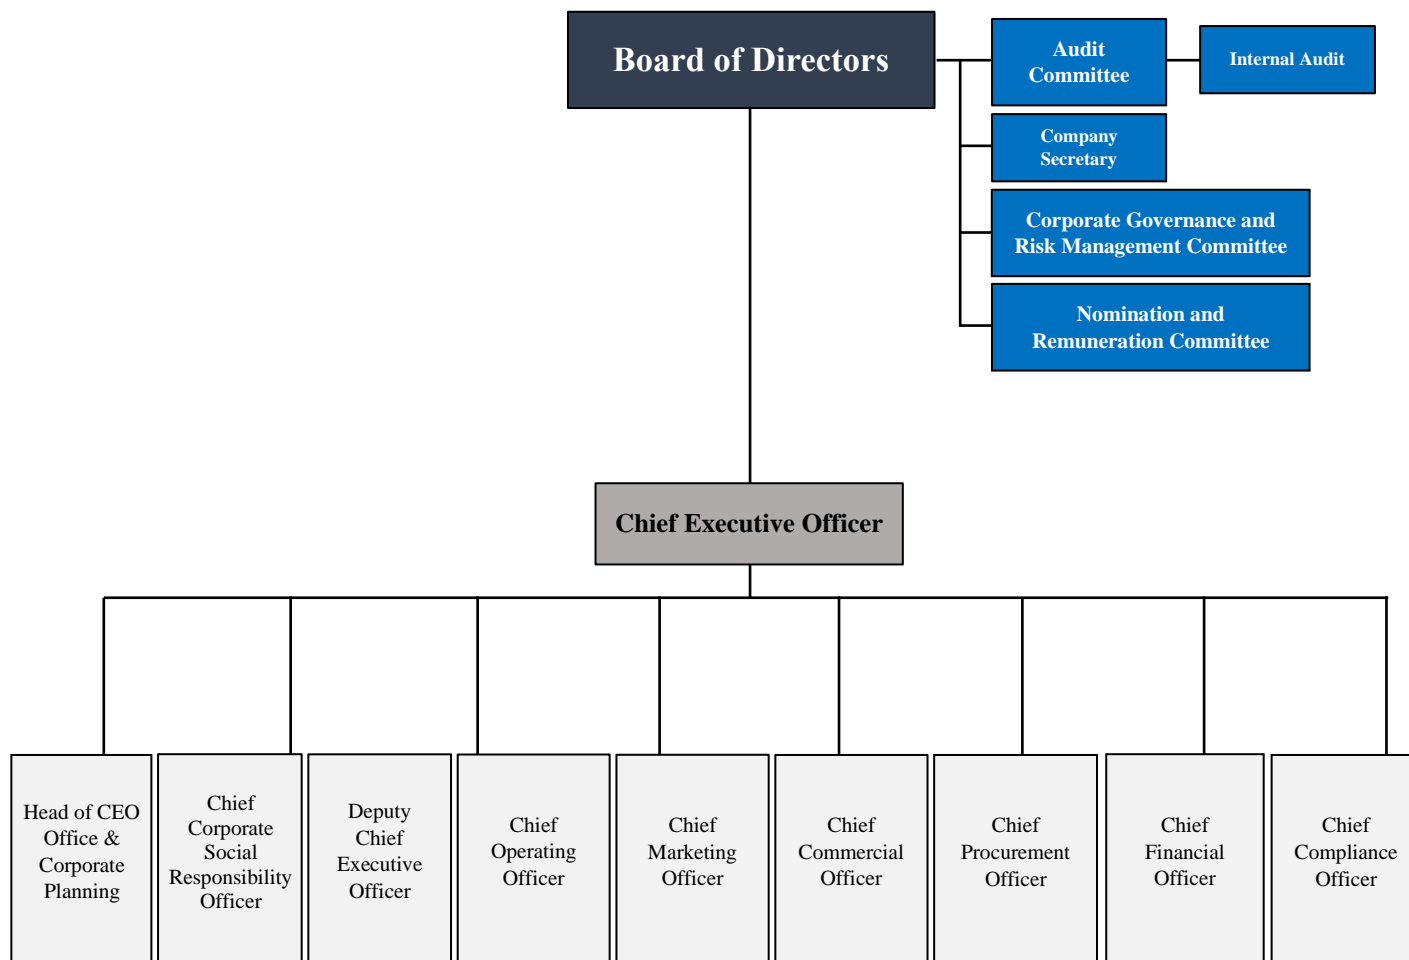 Board of Directors
Audit
Committee
Internal Audit
Company
Secretary
Corporate Governance and
Risk Management Committee
Nomination and
Remuneration Committee
Chief Executive Officer
Head of CEO
Office &
Corporate
Planning
Chief
Corporate
Social
Responsibility
Officer
Deputy
Chief
Executive
Officer
Chief
Operating
Officer
Chief
Marketing
Officer
Chief
Commercial
Officer
Chief
Procurement
Officer
Chief
Financial
Officer
Chief
Compliance
Officer